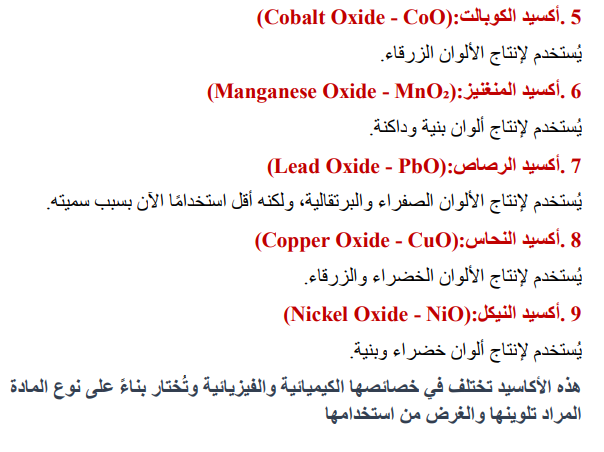 5 .أكسيد الكوبالت:(Cobalt Oxide - CoO)
يُستخدم لإنتاج الألوان الزرقاء.
6 .أكسيد المنغنيز:(Manganese Oxide - MnO₂)
يُستخدم لإنتاج ألوان بنية وداكنة.
7 .أكسيد الرصاص:(Lead Oxide - PbO)
يُستخدم لإنتاج الألوان الصفراء والبرتقالية، ولكنه أقل استخدامًا الآن بسبب سميته.
8 .أكسيد النحاس:(Copper Oxide - CuO)
يُستخدم لإنتاج الألوان الخضراء والزرقاء.
9 .أكسيد النيكل:(Nickel Oxide - NiO)
يُستخدم لإنتاج ألوان خضراء وبنية.
هذه الأكاسيد تختلف في خصائصها الكيميائية والفيزيائية وتُختار بناءً على نوع المادة
المراد تلوينها والغرض من استخدامها